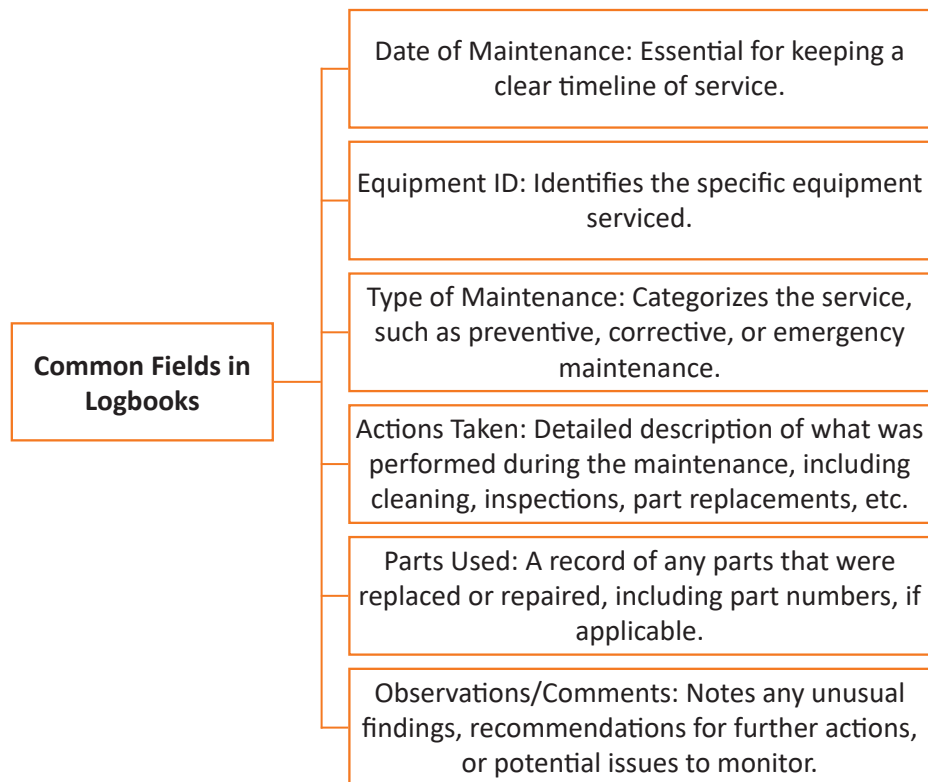 Common Fields in
Logbooks
Date of Maintenance: Essential for keeping a
clear timeline of service.
Equipment ID: Identifies the specific equipment
serviced.
Type of Maintenance: Categorizes the service,
such as preventive, corrective, or emergency
maintenance.
Actions Taken: Detailed description of what was
performed during the maintenance, including
cleaning, inspections, part replacements, etc.
Parts Used: A record of any parts that were
replaced or repaired, including part numbers, if
applicable.
Observations/Comments: Notes any unusual
findings, recommendations for further actions,
or potential issues to monitor.